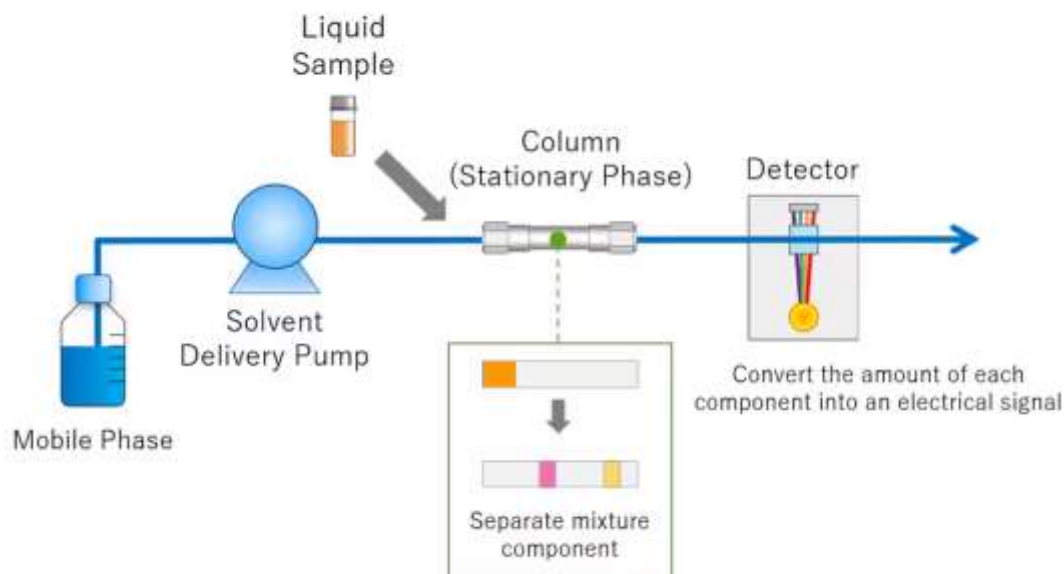 Liquid
Sample
Column
(Stationary Phase)
Detector
Solvent
Delivery Pump
Mobile Phase
Convert the amount of each
component into an electrical signal
Separate mixture
component